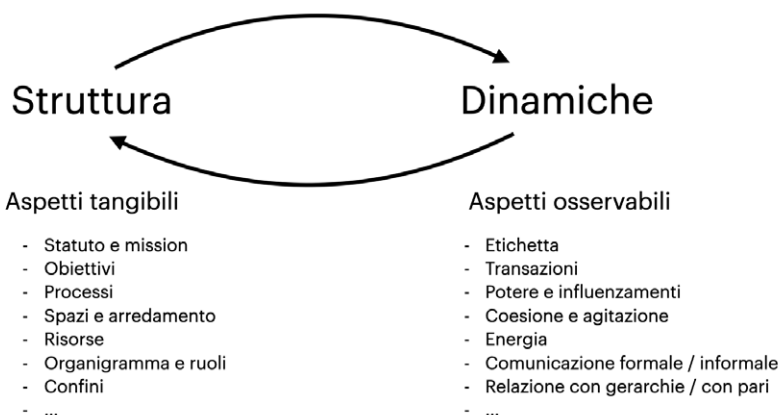 Struttura
Dinamiche
Aspetti tangibili
- Statuto e mission
- Obiettivi
- Processi
- Spazi e arredamento
- Risorse
- Organigramma e ruoli
- Confini
- ...
Aspetti osservabili
- Etichetta
- Transazioni
- Potere e influenzamenti
- Coesione e agitazione
- Energia
- Comunicazione formale / informale
- Relazione con gerarchie / con pari
- ...